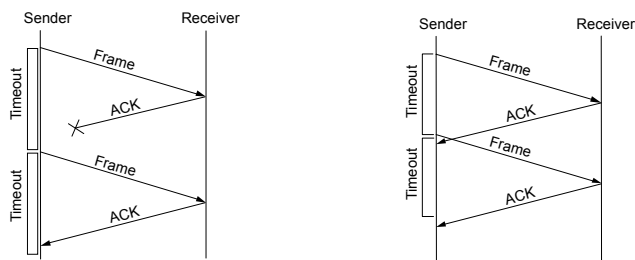 Sender
Receiver
Timeout
Frame
ACK
Timeout
Frame
ACK
Sender
Receiver
Timeout
Frame
ACK
Timeout
Frame
ACK